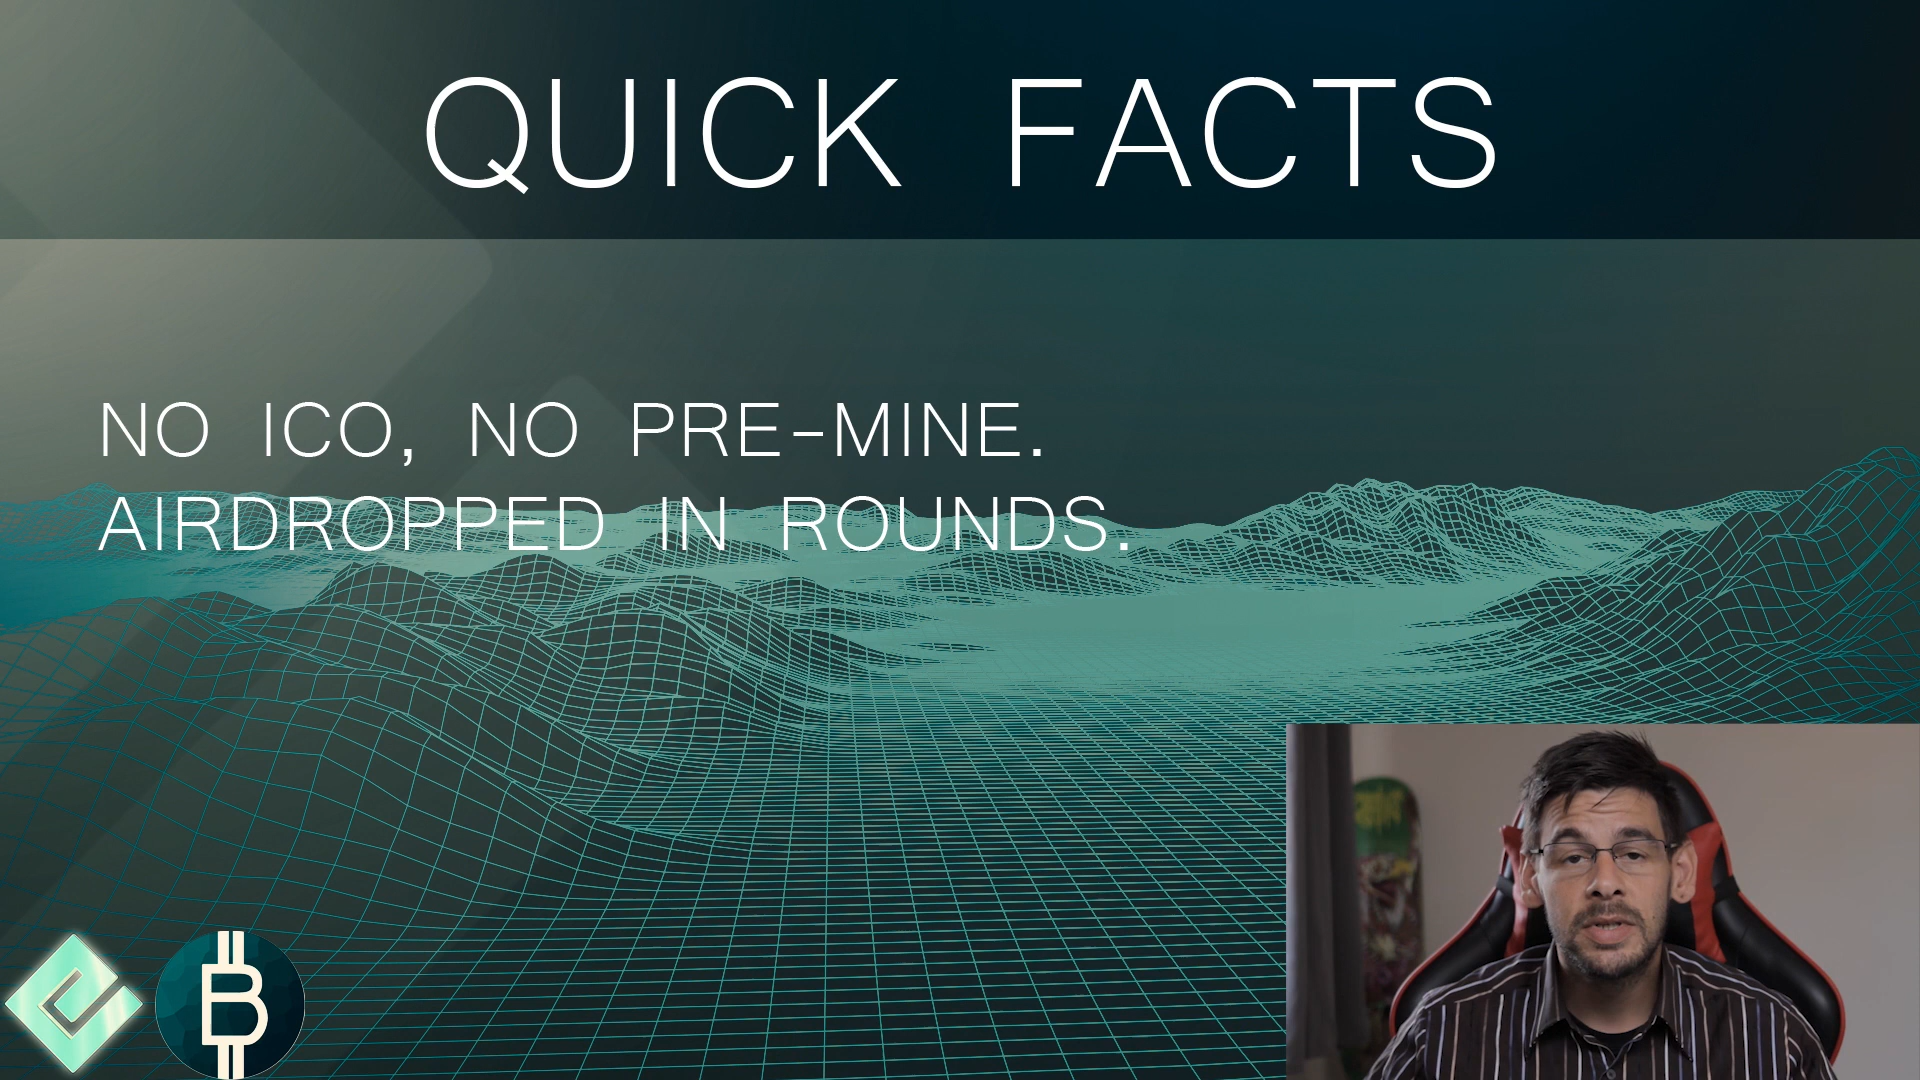 QUICK FACTS
NO ICO, NO PRE-MINE.
AIRDROPPED IN ROUNDS.